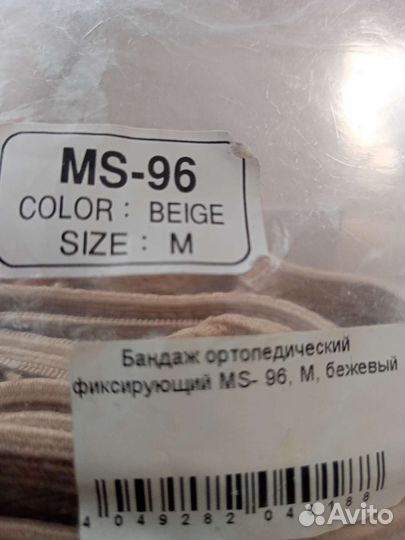 MS-96
COLOR : BEIGE
SIZE : M
Бандаж ортопедический
фиксирующий MS- 96, M, бежевый
Avito